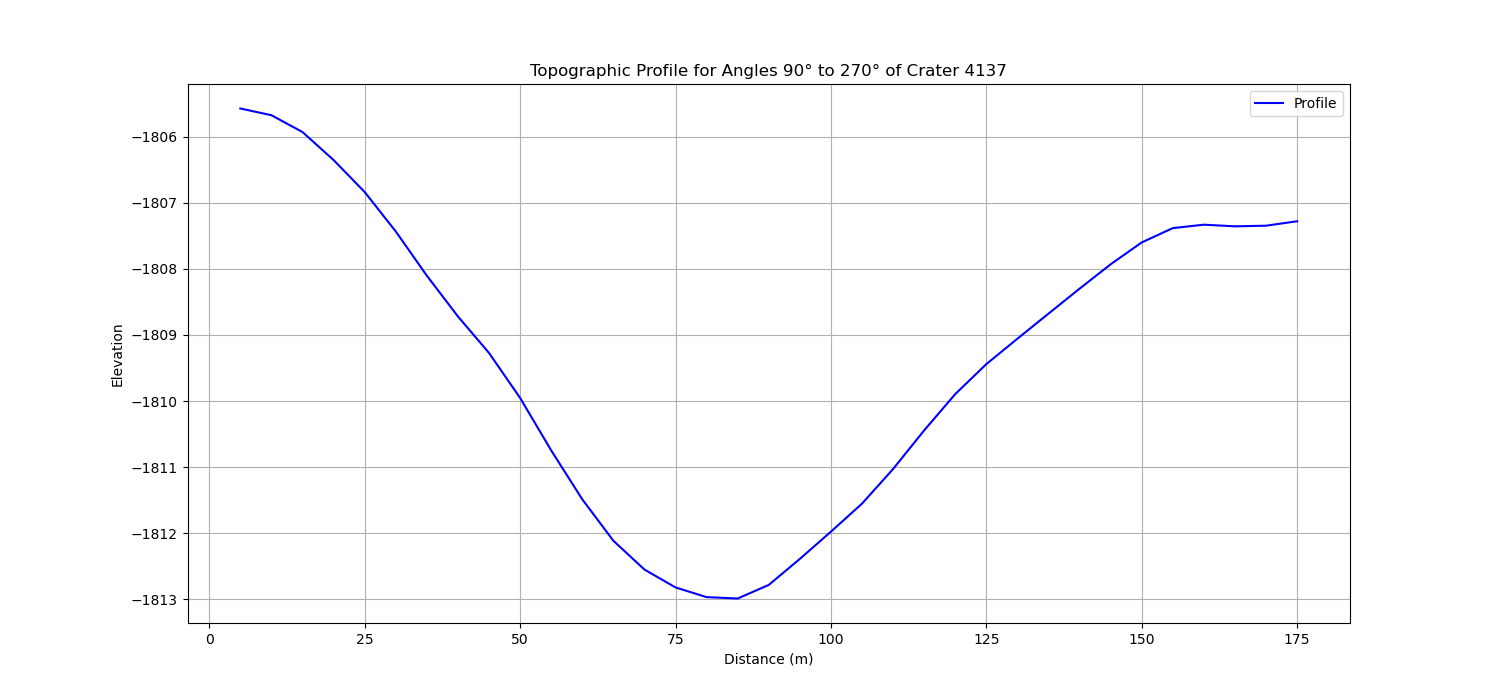 Topographic Profile for Angles 90° to 270° of Crater 4137
Profile
−1806
−1807
−1808
−1809
−1810
−1811
−1812
−1813
Elevation
0 25 50 75 100 125 150 175
Distance (m)